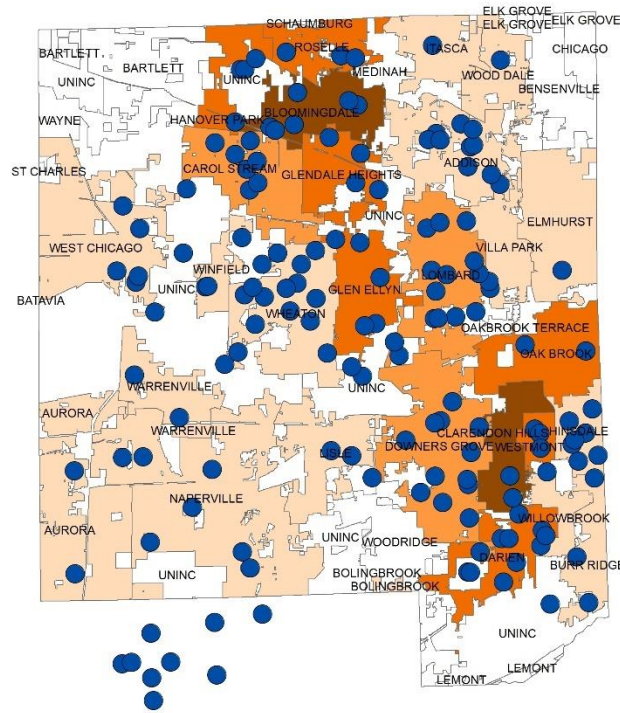 ELK GROVE
SCHAUMBURG
ELK GROVE
ELK GROVE
BARTLETT
ROSELLE
ITASCA
CHICAGO
BARTLETT
MEDINAH
UNINC
UNINC
WOOD DALE
BENSENVILLE
WAYNE
HANOVER PARK
BLOOMINGDALE
ADDISON
ST CHARLES
CAROL STREAM
GLENDALE HEIGHTS
UNINC
ELMHURST
WEST CHICAGO
VILLA PARK
WINFIELD
LOMBARD
BATAVIA
UNINC
GLEN ELLYN
WHEATON
OAKBROOK TERRACE
OAK BROOK
WARRENVILLE
UNINC
AURORA
WARRENVILLE
CLARENDON HILLS
HINSDALE
DOWNERS GROVE
WESTMONT
LISLE
NAPERVILLE
AURORA
WILLOWBROOK
UNINC
WOODRIDGE
DARIEN
UNINC
BOLINGBROOK
BURR RIDGE
BOLINGBROOK
UNINC
LEMONT
LEMONT